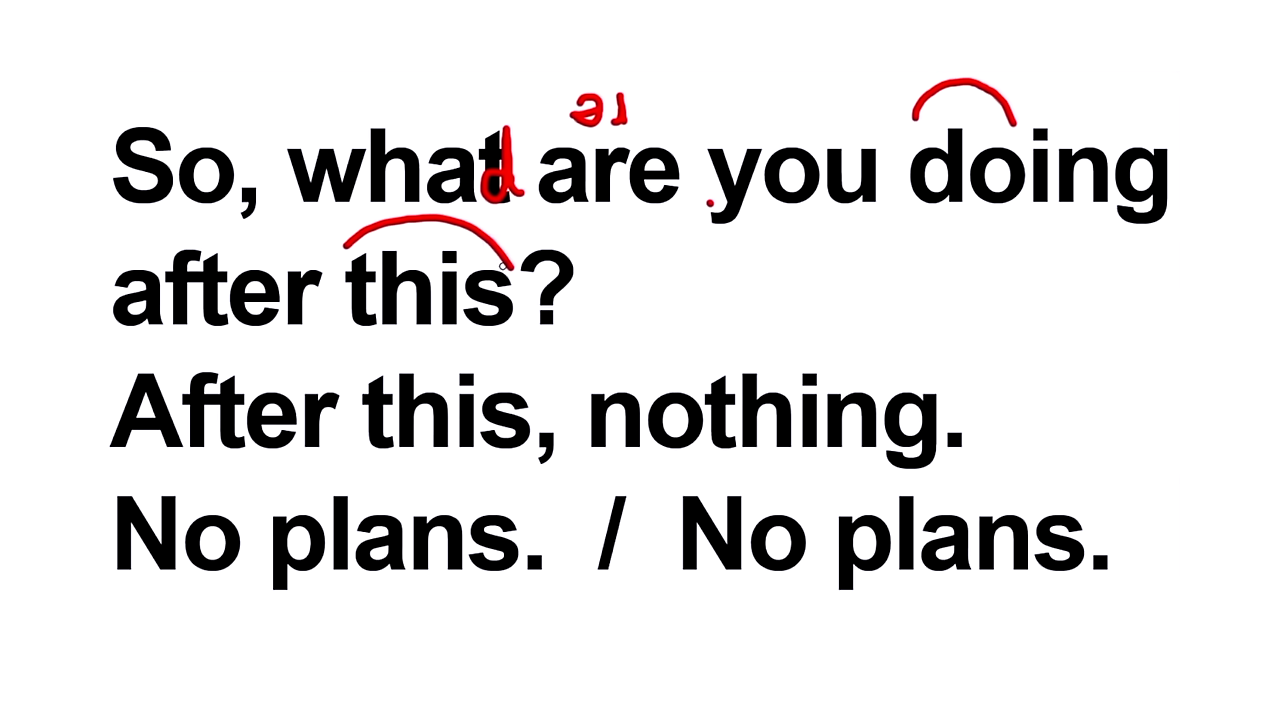 So, what are you doing
after this?
After this, nothing.
No plans. / No plans.